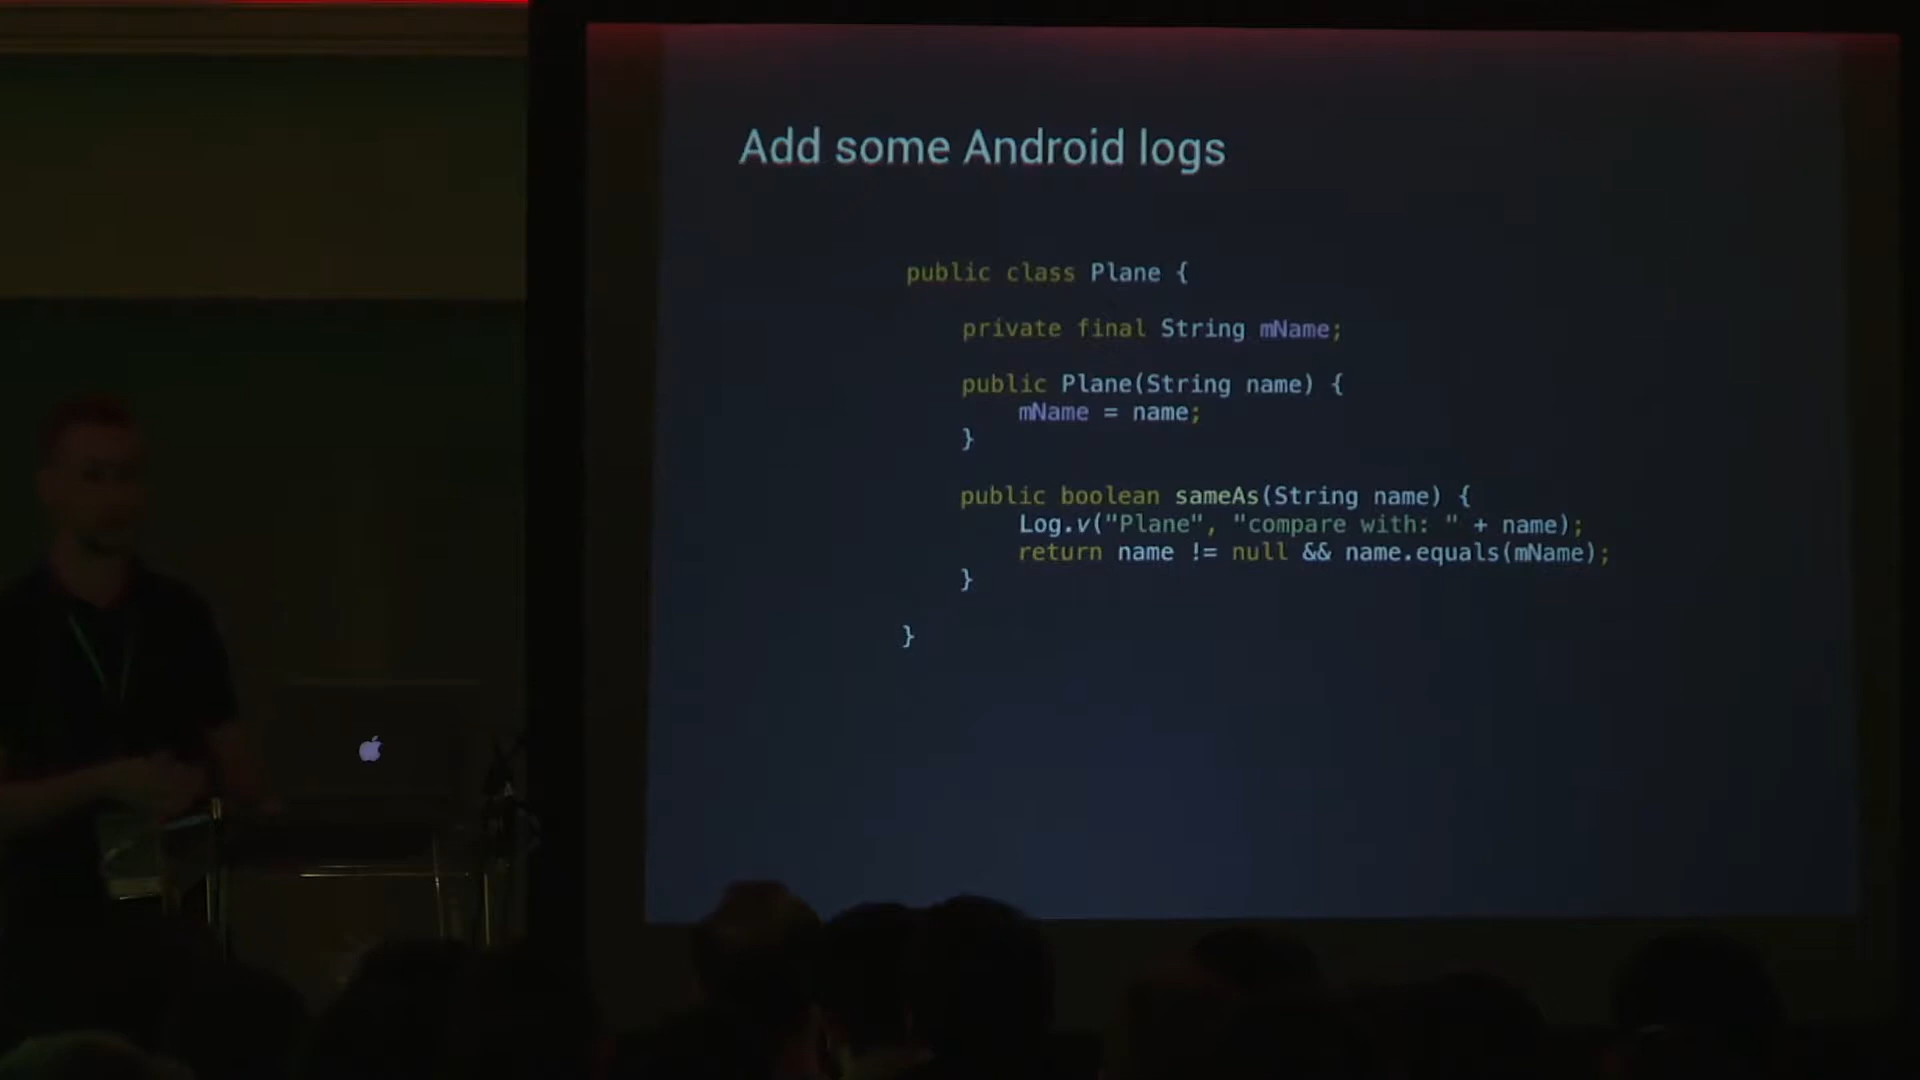 Add some Android logs
public class Plane {
private final String mName;
public Plane(String name) {
mName = name;
}
public boolean sameAs(String name) {
Log.v("Plane", "compare with: " + name);
return name != null && name.equals(mName);
}
}